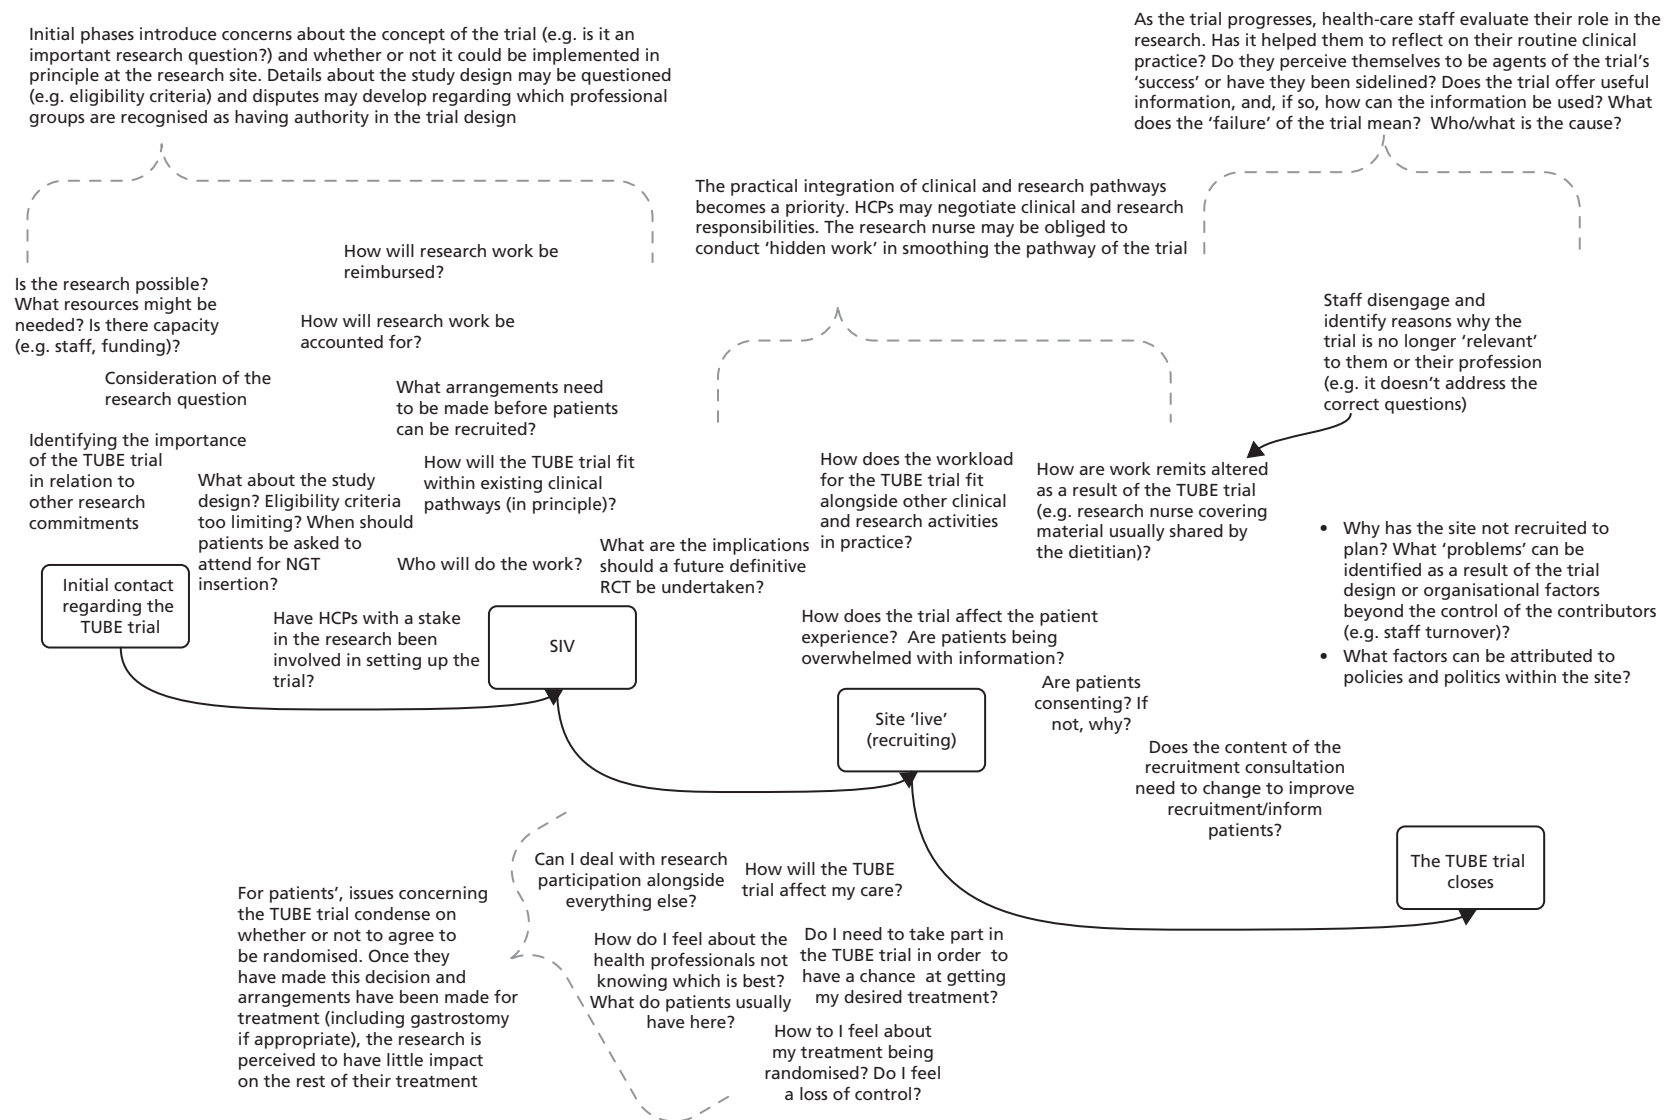 Initial phases introduce concerns about the concept of the trial (e.g. is it an
important research question?) and whether or not it could be implemented in
principle at the research site. Details about the study design may be questioned
(e.g. eligibility criteria) and disputes may develop regarding which professional
groups are recognised as having authority in the trial design
As the trial progresses, health-care staff evaluate their role in the
research. Has it helped them to reflect on their routine clinical
practice? Do they perceive themselves to be agents of the trial's
'success' or have they been sidelined? Does the trial offer useful
information, and, if so, how can the information be used? What
does the 'failure' of the trial mean?  Who/what is the cause?
The practical integration of clinical and research pathways
becomes a priority. HCPs may negotiate clinical and research
responsibilities. The research nurse may be obliged to
conduct 'hidden work' in smoothing the pathway of the trial
How will research work be
reimbursed?
Is the research possible?
What resources might be
needed? Is there capacity
(e.g. staff, funding)?
How will research work be
accounted for?
Consideration of the
research question
What arrangements need
to be made before patients
can be recruited?
Identifying the importance
of the TUBE trial
in relation to
other research
commitments
What about the study
design? Eligibility criteria
too limiting? When should
patients be asked to
attend for NGT
insertion?
How will the TUBE trial fit
within existing clinical
pathways (in principle)?
Who will do the work?
What are the implications
should a future definitive
RCT be undertaken?
Initial contact
regarding the
TUBE trial
Have HCPs with a stake
in the research been
involved in setting up the
trial?
SIV
How does the workload
for the TUBE trial fit
alongside other clinical
and research activities
in practice?
How are work remits altered
as a result of the TUBE trial
(e.g. research nurse covering
material usually shared by
the dietitian)?
Staff disengage and
identify reasons why the
trial is no longer 'relevant'
to them or their profession
(e.g. it doesn't address the
correct questions)
• Why has the site not recruited to
plan? What 'problems' can be
identified as a result of the trial
design or organisational factors
beyond the control of the contributors
(e.g. staff turnover)?
• What factors can be attributed to
policies and politics within the site?
How does the trial affect the patient
experience?  Are patients being
overwhelmed with information?
Are patients
consenting? If
not, why?
Site 'live'
(recruiting)
Does the content of the
recruitment consultation
need to change to improve
recruitment/inform
patients?
The TUBE trial
closes
For patients', issues concerning
the TUBE trial condense on
whether or not to agree to
be randomised. Once they
have made this decision and
arrangements have been made for
treatment (including gastrostomy
if appropriate), the research is
perceived to have little impact
on the rest of their treatment
Can I deal with research
participation alongside
everything else?
How will the TUBE
trial affect my care?
How do I feel about the
health professionals not
knowing which is best?
What do patients usually
have here?
Do I need to take part in
the TUBE trial in order  to
have a chance  at getting
my desired treatment?
How to I feel about
my treatment being
randomised? Do I feel
a loss of control?